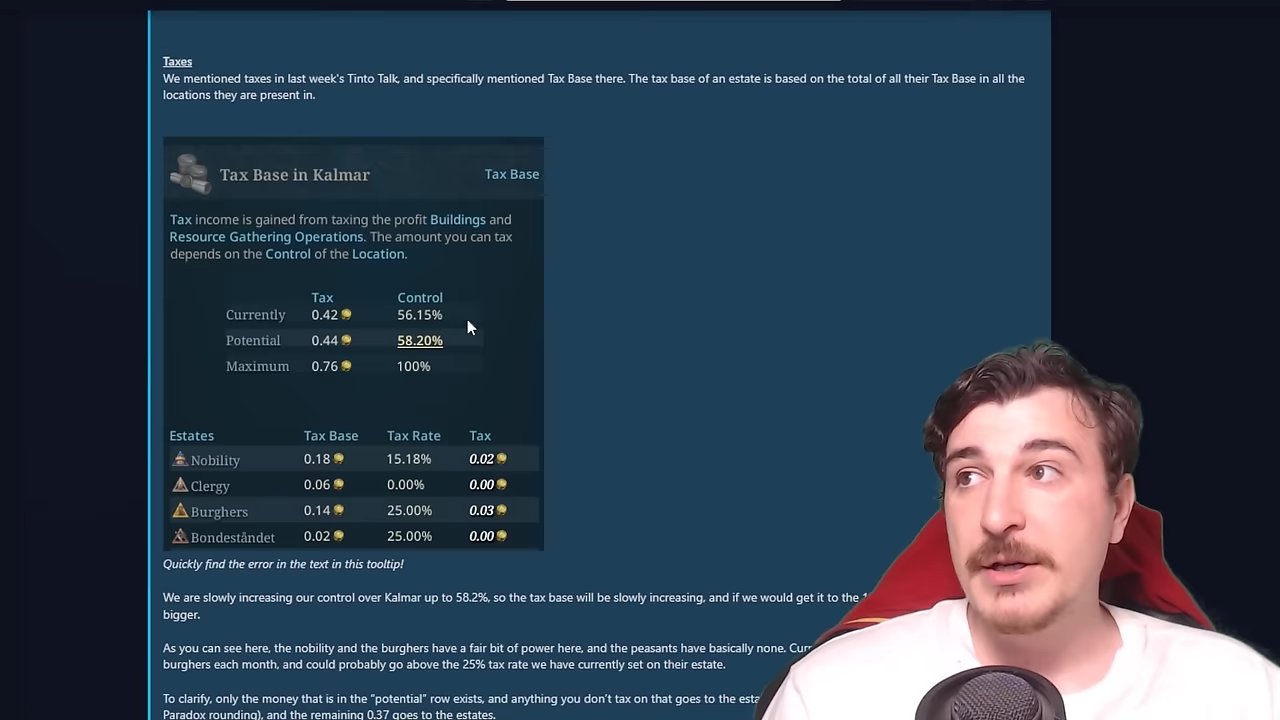 Taxes
We mentioned taxes in last week's Tinto Talk, and specifically mentioned Tax Base there. The tax base of an estate is based on the total of all their Tax Base in all the
locations they are present in.
Tax Base in Kalmar Tax Base
Tax income is gained from taxing the profit Buildings and
Resource Gathering Operations. The amount you can tax
depends on the Control of the Location.
Tax Control
Currently 0.42 56.15%
Potential 0.44 58.20%
Maximum 0.76 100%
Estates Tax Base Tax Rate Tax
Nobility 0.18 15.18% 0.02
Clergy 0.06 0.00% 0.00
Burghers 0.14 25.00% 0.03
Bondeståndet 0.02 25.00% 0.00
Quickly find the error in the text in this tooltip!
We are slowly increasing our control over Kalmar up to 58.2%, so the tax base will be slowly increasing, and if we would get it to the
bigger.
As you can see here, the nobility and the burghers have a fair bit of power here, and the peasants have basically none.
burghers each month, and could probably go above the 25% tax rate we have currently set on their estate.
To clarify, only the money that is in the “potential” row exists, and anything you don’t tax on that goes to the
Paradox rounding), and the remaining 0.37 goes to the estates.